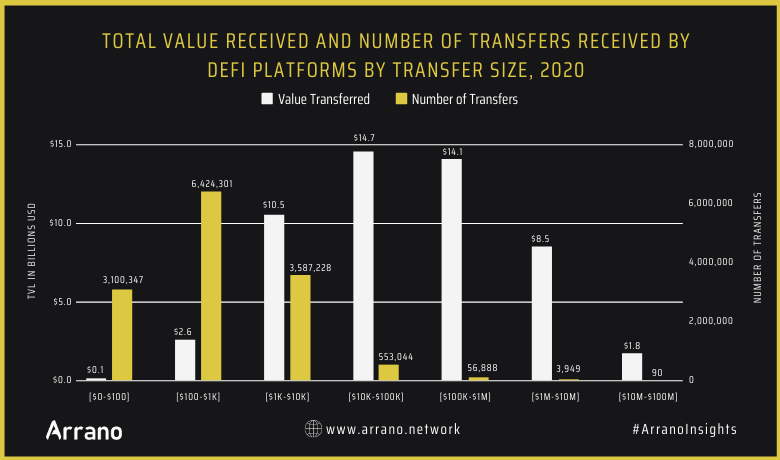 TOTAL VALUE RECEIVED AND NUMBER OF TRANSFERS RECEIVED BY
DEFI PLATFORMS BY TRANSFER SIZE, 2020
Value Transferred
Number of Transfers
TVL IN BILLIONS USD
$15.0
$10.0
$5.0
$0.0
$0.1
3,100,347
$2.6
6,424,301
$10.5
3,587,228
$14.7
553,044
$14.1
56,888
$8.5
3,949
$1.8
90
8,000,000
6,000,000
4,000,000
2,000,000
0
NUMBER OF TRANSFERS
[$0-$100)
[$100-$1K)
[$1K-$10K)
[$10K-$100K)
[$100K-$1M)
[$1M-$10M)
[$10M-$100M)
Arrano
www.arrano.network
#ArranoInsights